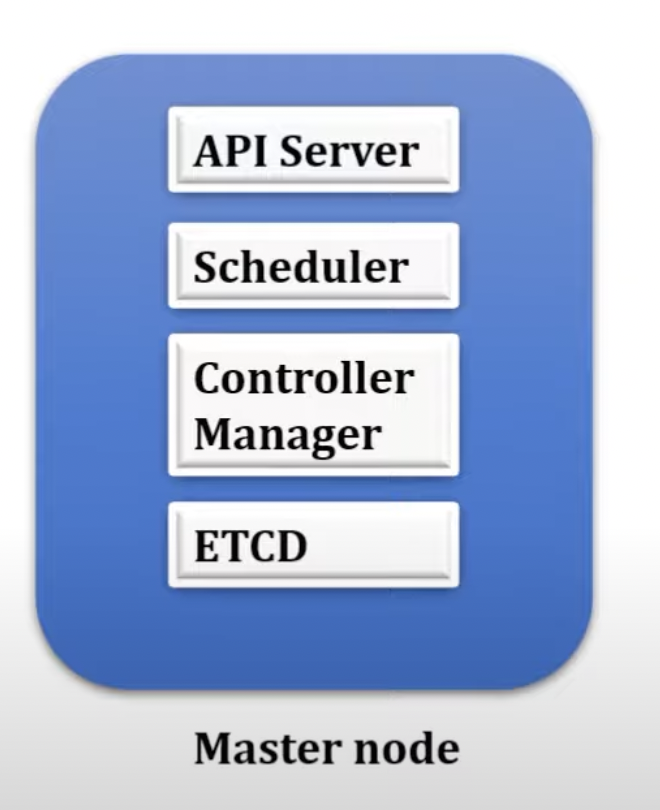 API Server
Scheduler
Controller
Manager
ETCD
Master node